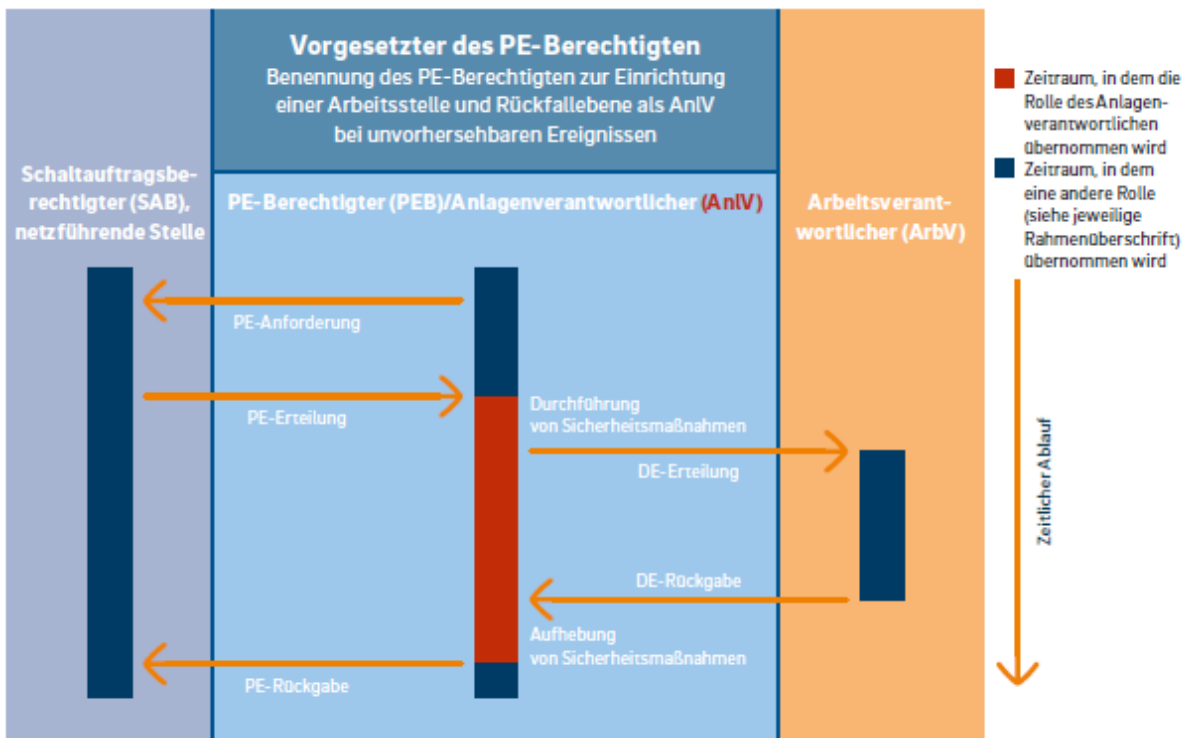 Vorgesetzter des PE-Berechtigten
Benennung des PE-Berechtigten zur Einrichtung
einer Arbeitsstelle und Rückfallebene als AnlV
bei unvorhersehbaren Ereignissen
Schaltauftragsbe-
rechtigter (SAB),
netzführende Stelle
PE-Berechtigter (PEB)/Anlagenverantwortlicher (AnlV)
Arbeitsverant-
wortlicher (ArbV)
Zeitraum, in dem die
Rolle des Anlagen-
verantwortlichen
übernommen wird
Zeitraum, in dem
eine andere Rolle
(siehe jeweilige
Rahmenüberschrift)
übernommen wird
PE-Anforderung
PE-Erteilung
Durchführung
von Sicherheitsmaßnahmen
DE-Erteilung
DE-Rückgabe
Aufhebung
von Sicherheitsmaßnahmen
PE-Rückgabe
Zeitlicher Ablauf